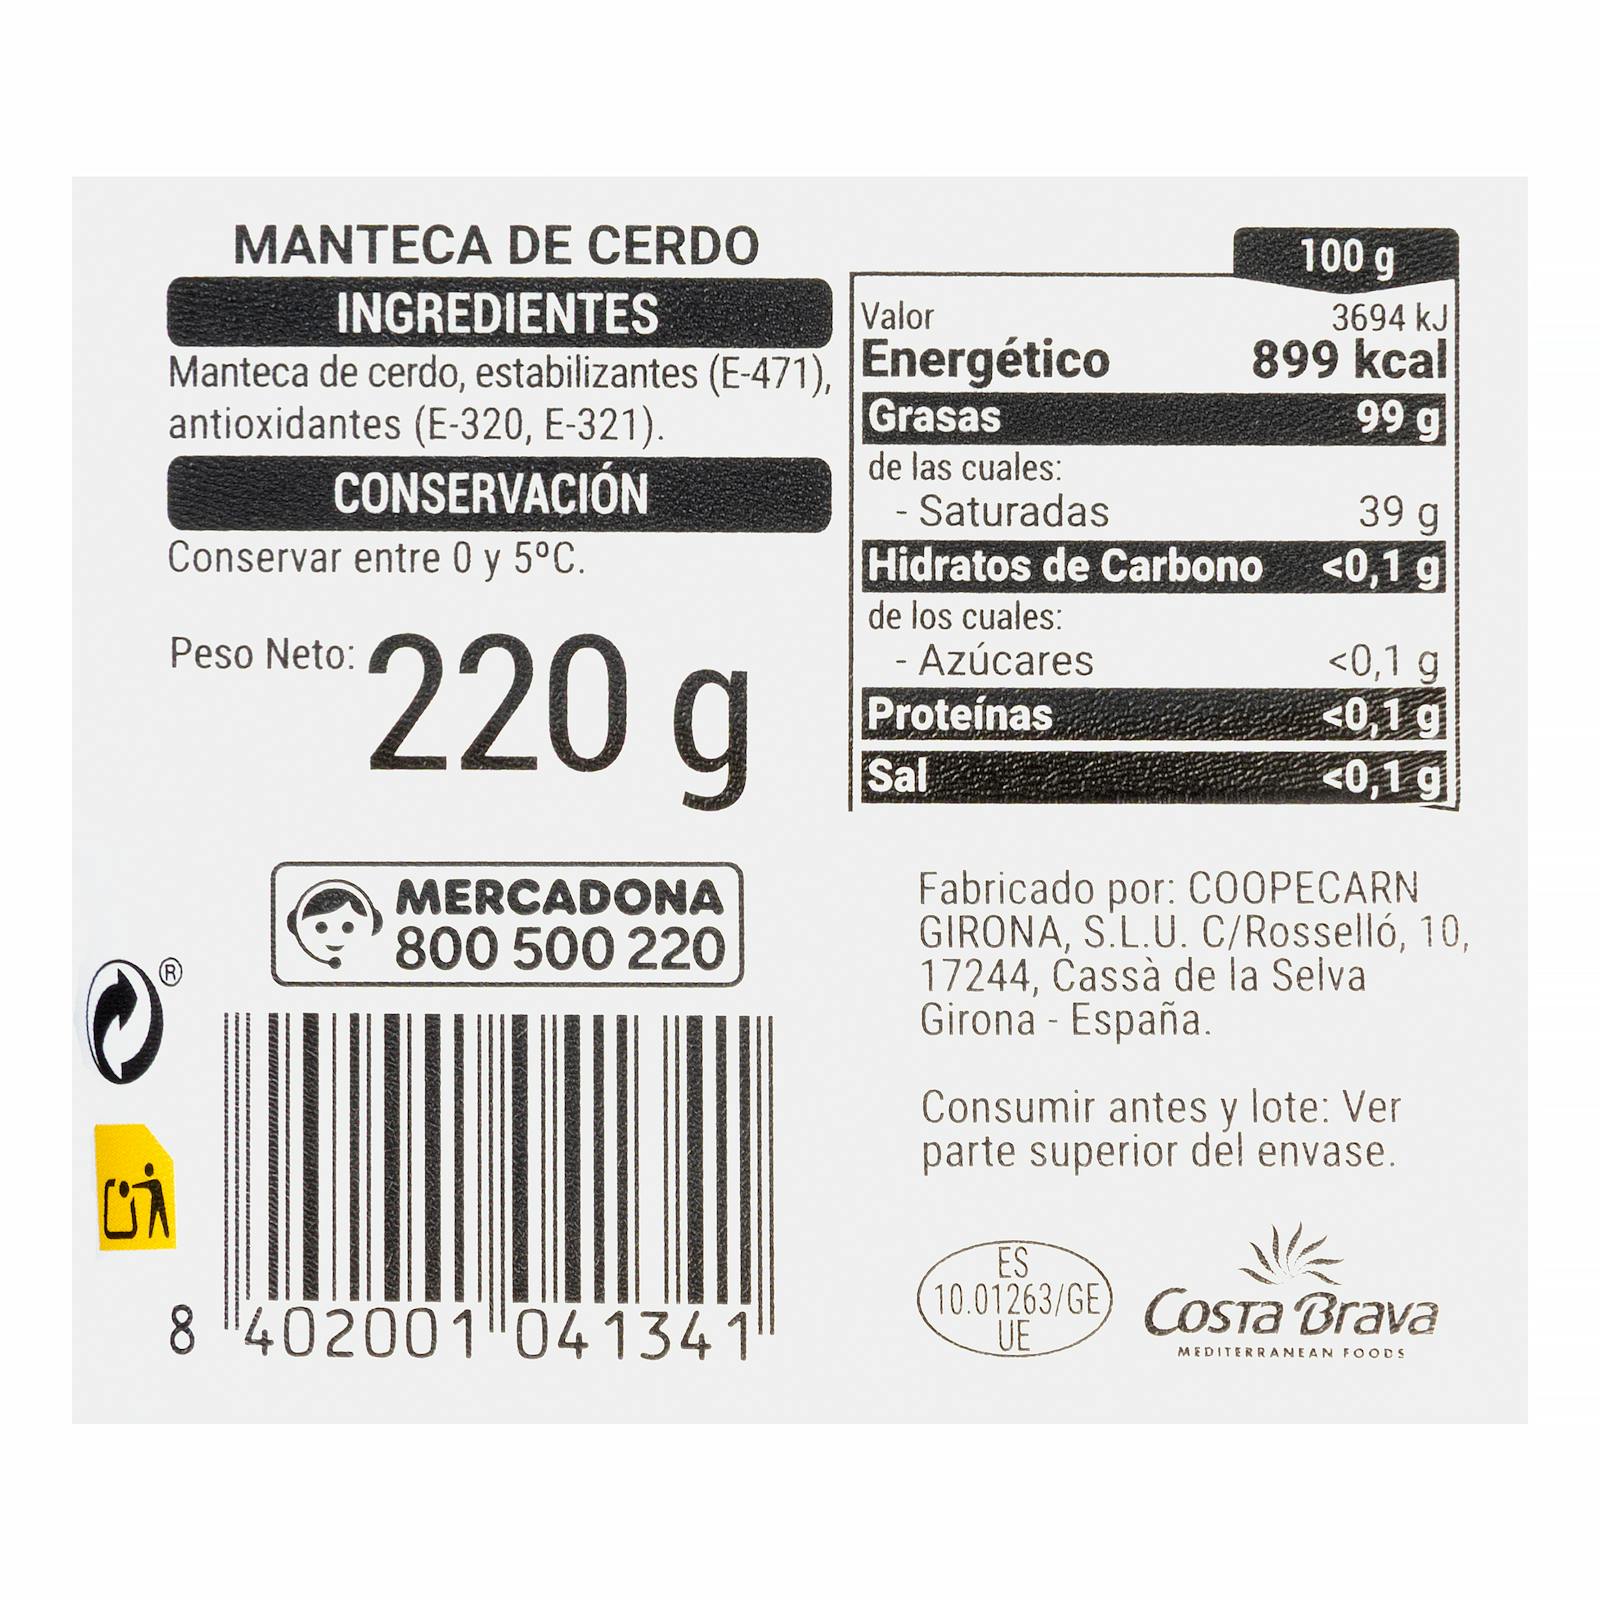 MANTECA DE CERDO
INGREDIENTES
Manteca de cerdo, estabilizantes (E-471),
antioxidantes (E-320, E-321).
CONSERVACIÓN
Conservar entre 0 y 5ºC.
Peso Neto: 220 g
100 g
Valor 3694 kJ
Energético 899 kcal
Grasas 99 g
de las cuales:
- Saturadas 39 g
Hidratos de Carbono <0,1 g
de los cuales:
- Azúcares <0,1 g
Proteínas <0,1 g
Sal <0,1 g
MERCADONA
800 500 220
®
8 402001 041341
Fabricado por: COOPECARN
GIRONA, S.L.U. C/Rosselló, 10,
17244, Cassà de la Selva
Girona - España.
Consumir antes y lote: Ver
parte superior del envase.
ES
10.01263/GE
UE
Costa Brava
MEDITERRANEAN FOODS